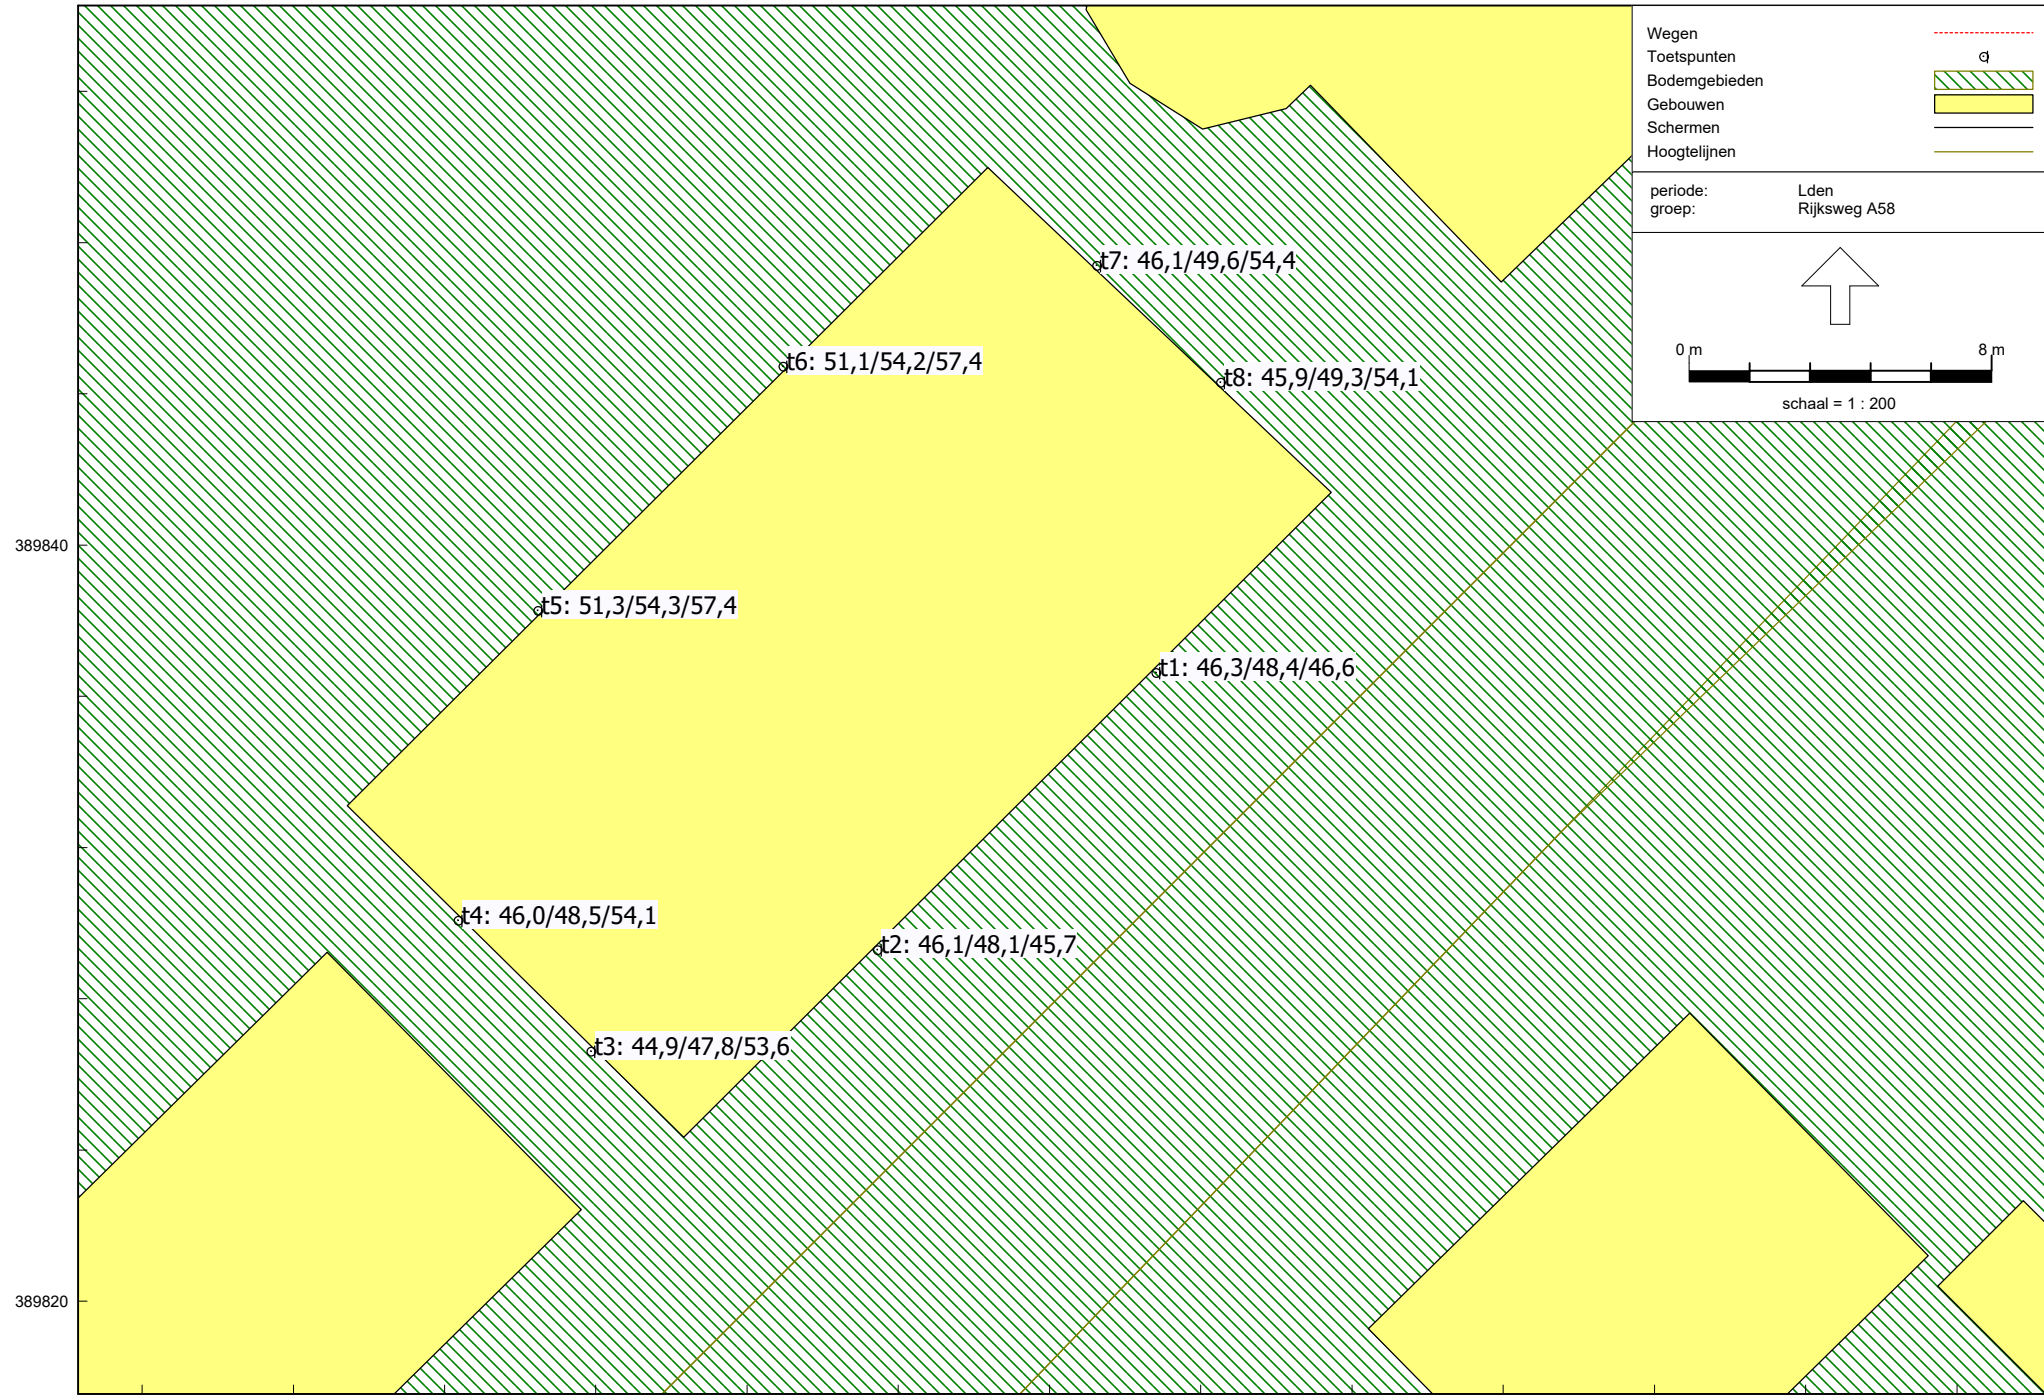 Wegen
Toetspunten
Bodemgebieden
Gebouwen
Schermen
Hoogtelijnen
periode: Lden
groep: Rijksweg A58
0 m 8 m
schaal = 1 : 200
t7: 46,1/49,6/54,4
t6: 51,1/54,2/57,4
t8: 45,9/49,3/54,1
389840
t5: 51,3/54,3/57,4
t1: 46,3/48,4/46,6
t4: 46,0/48,5/54,1
t2: 46,1/48,1/45,7
t3: 44,9/47,8/53,6
389820